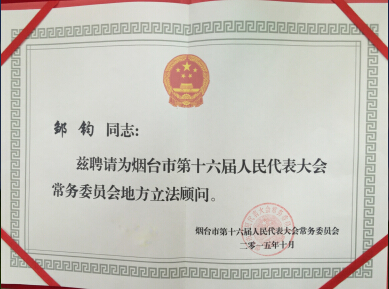 邹钧 同志:
兹聘请为烟台市第十六届人民代表大会
常务委员会地方立法顾问。
烟台市第十六届人民代表大会常务委员会
二〇一五年十月